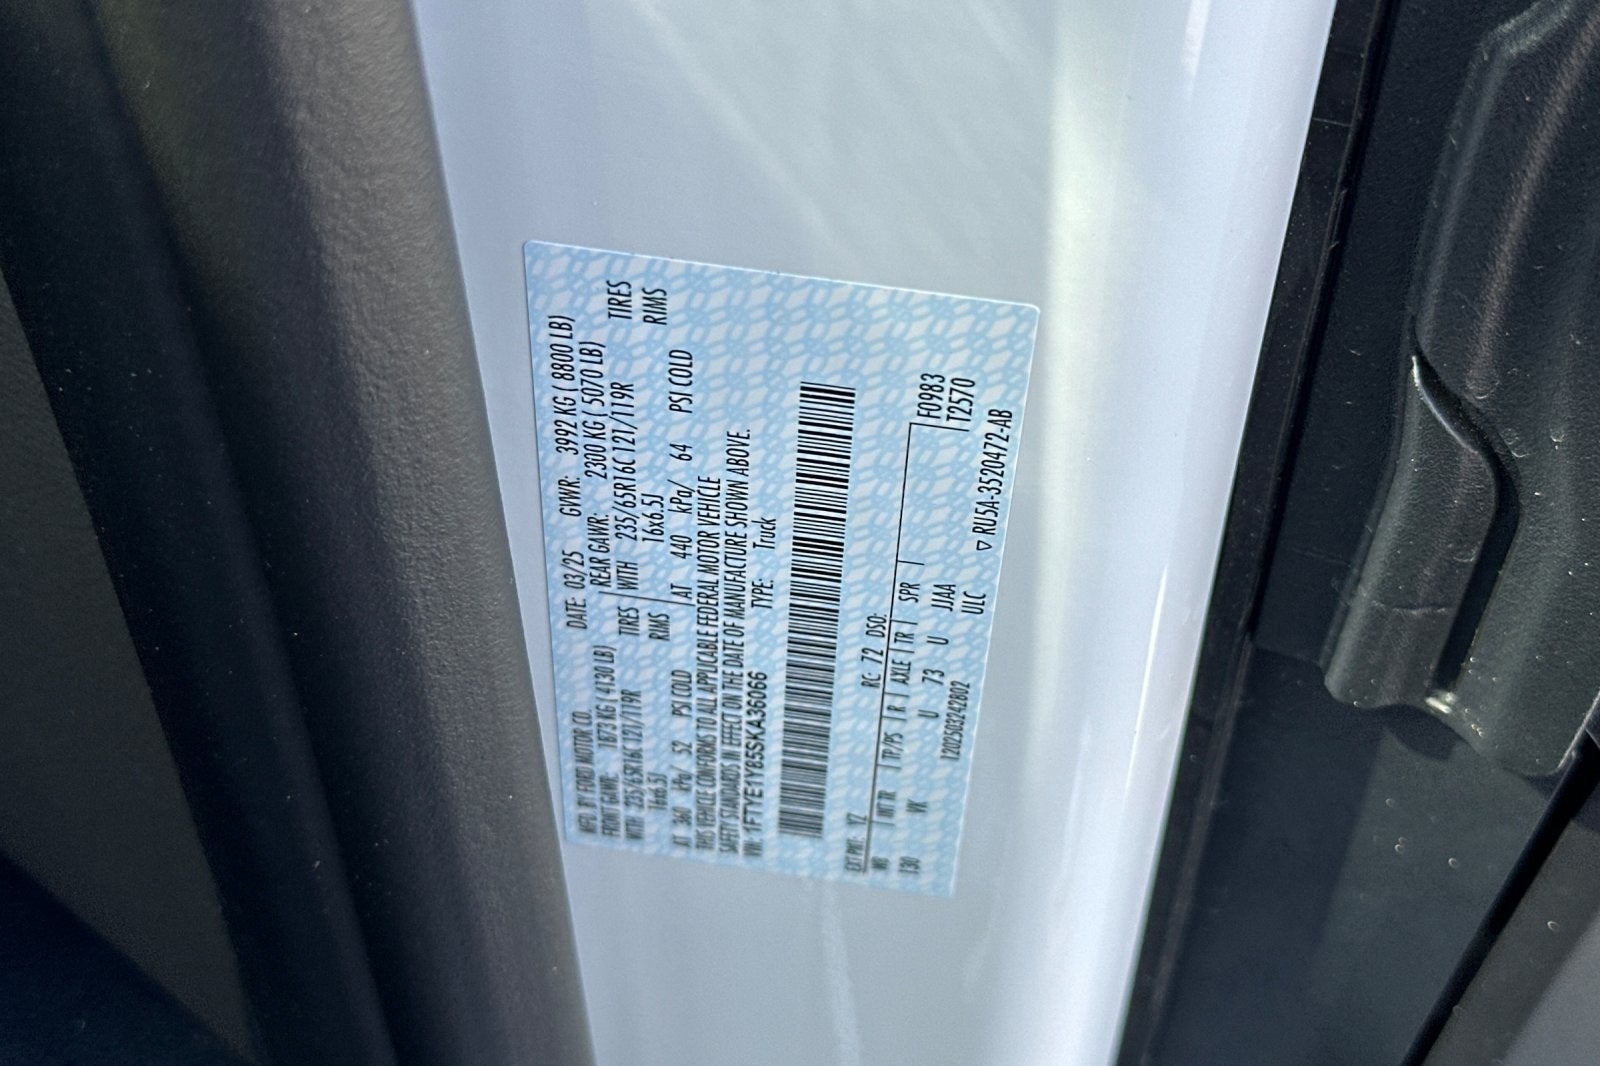 MFD. BY FORD MOTOR CO.
DATE: 03/25 GVWR: 3992 KG ( 8800 LB)
FRONT GAWR: 1873 KG ( 4130 LB) REAR GAWR: 2300 KG ( 5070 LB)
WITH 235/65R16C 121/119R TIRES WITH 235/65R16C 121/119R TIRES
16x6.5J RIMS 16x6.5J RIMS
AT 360 kPa/ 52 PSI COLD AT 440 kPa/ 64 PSI COLD
THIS VEHICLE CONFORMS TO ALL APPLICABLE FEDERAL MOTOR VEHICLE
SAFETY STANDARDS IN EFFECT ON THE DATE OF MANUFACTURE SHOWN ABOVE.
VIN: 1FTYE1Y85SKA36066 TYPE: Truck
EXT PNT: YZ RC: 72 DSO: F0983
WB INT TR TP/PS R AXLE TR SPR T2570
130 VK U 73 U JJAA
1202503242802 ULC
▽ RU5A-3520472-AB